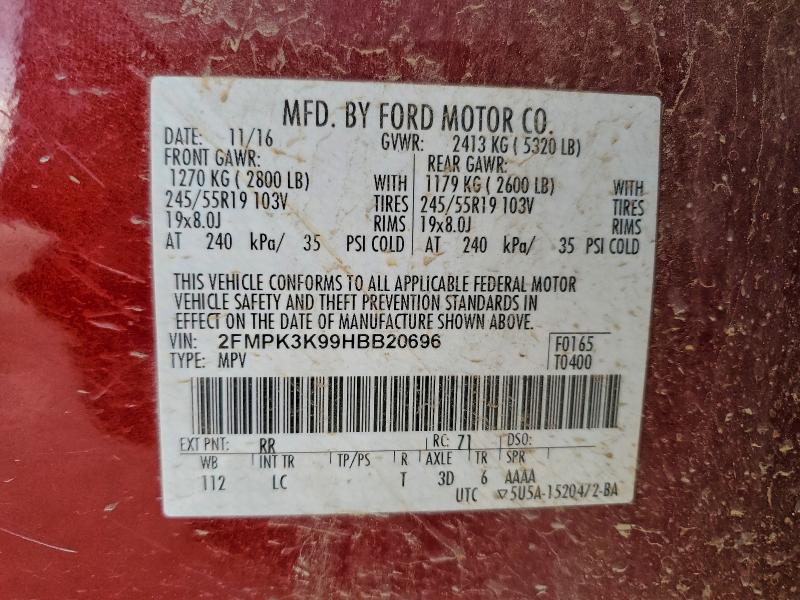 MFD. BY FORD MOTOR CO.
DATE: 11/16 GVWR: 2413 KG ( 5320 LB)
FRONT GAWR: REAR GAWR:
1270 KG ( 2800 LB) WITH 1179 KG ( 2600 LB) WITH
245/55R19 103V TIRES 245/55R19 103V TIRES
19x8.0J RIMS 19x8.0J RIMS
AT 240 kPa/ 35 PSI COLD AT 240 kPa/ 35 PSI COLD
THIS VEHICLE CONFORMS TO ALL APPLICABLE FEDERAL MOTOR
VEHICLE SAFETY AND THEFT PREVENTION STANDARDS IN
EFFECT ON THE DATE OF MANUFACTURE SHOWN ABOVE.
VIN: 2FMPK3K99HBB20696 F0165
TYPE: MPV T0400
EXT PNT: RR RC: 71 DSO:
WB INT TR TP/PS R AXLE TR SPR
112 LC T 3D 6 AAAA
UTC ▽5U5A-1520472-BA